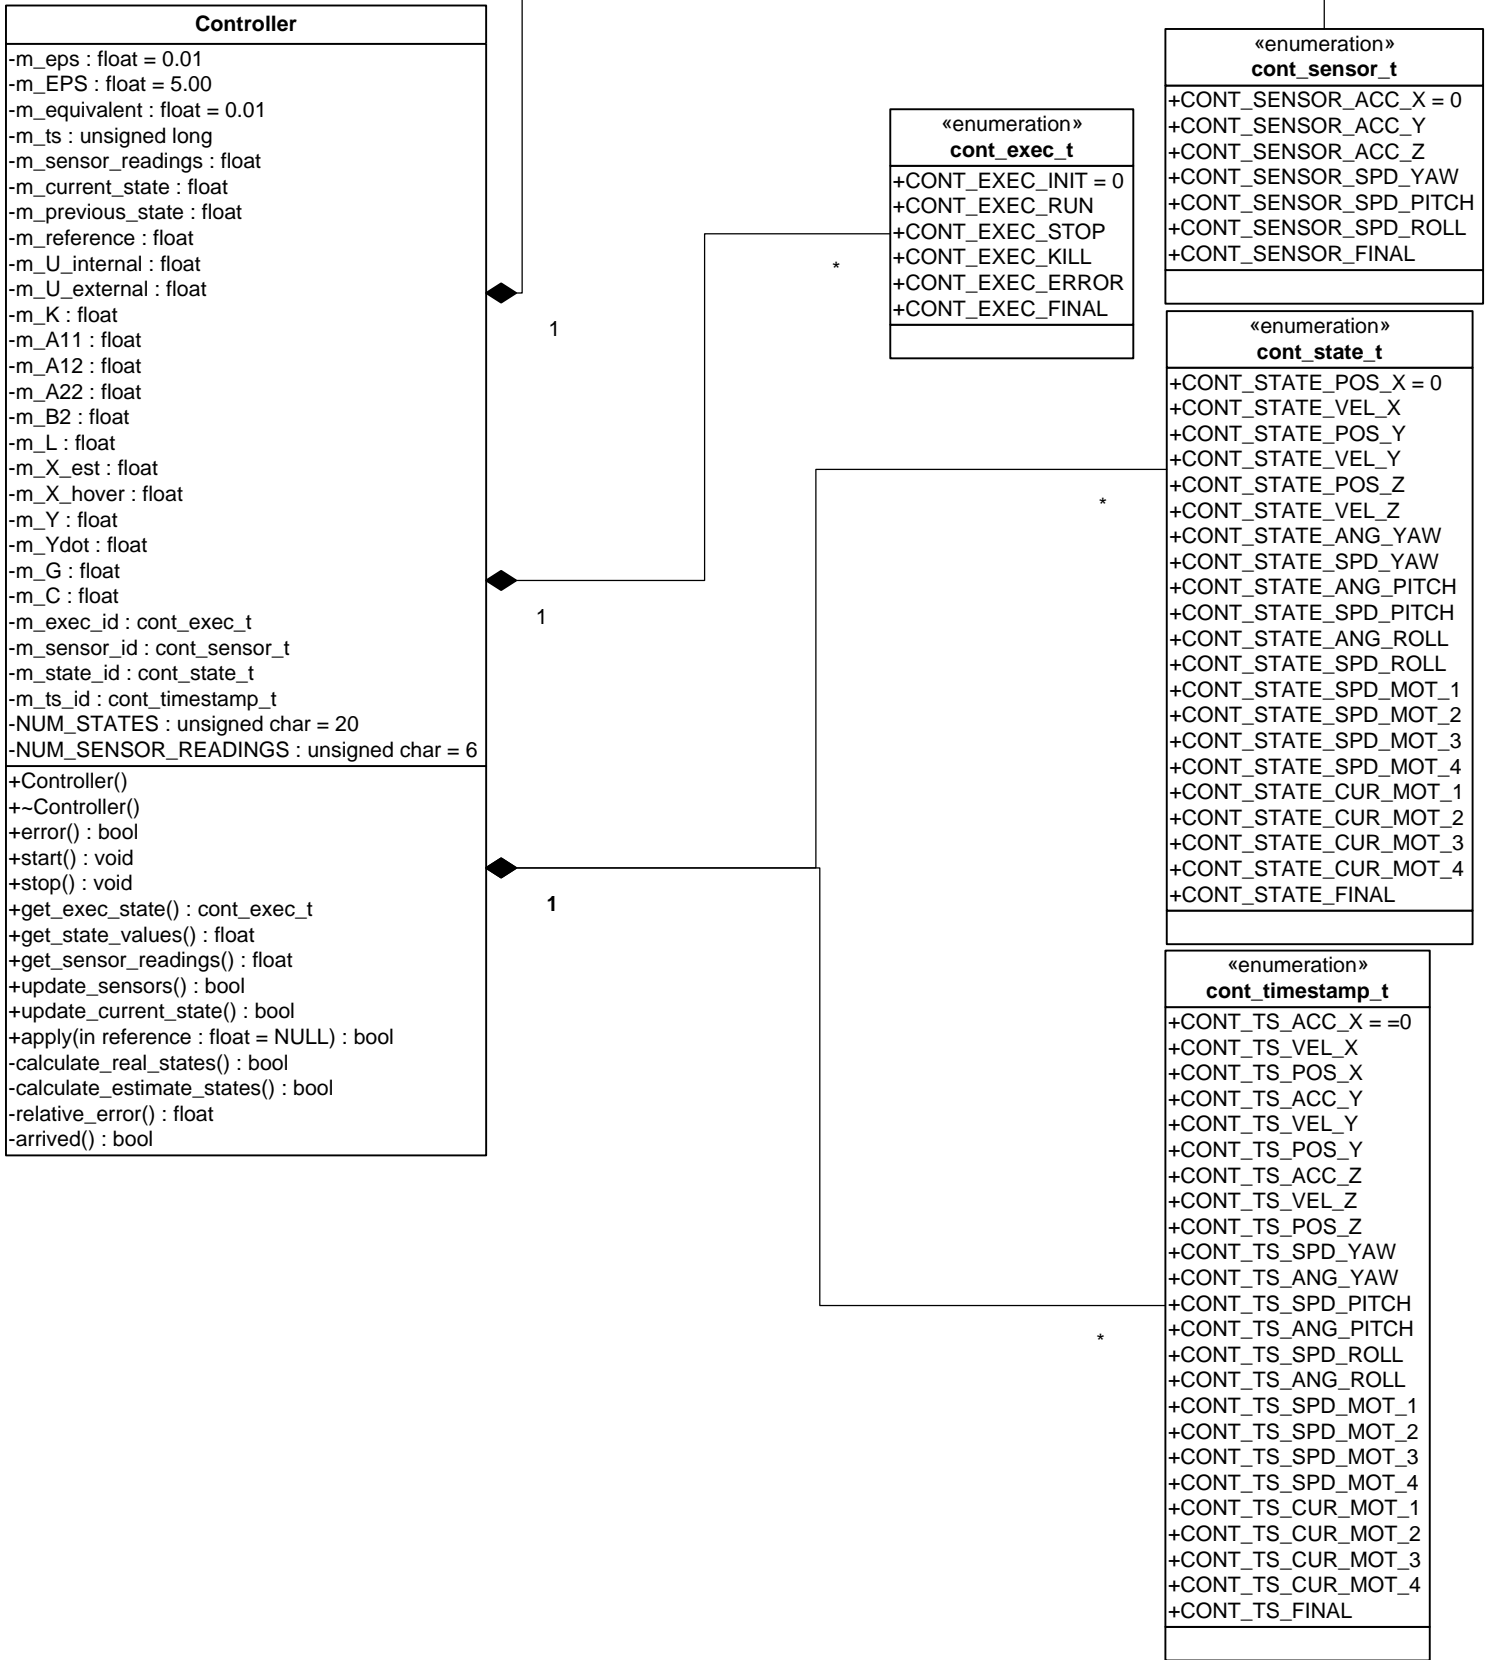 Controller
-m_eps : float = 0.01
-m_EPS : float = 5.00
-m_equivalent : float = 0.01
-m_ts : unsigned long
-m_sensor_readings : float
-m_current_state : float
-m_previous_state : float
-m_reference : float
-m_U_internal : float
-m_U_external : float
-m_K : float
-m_A11 : float
-m_A12 : float
-m_A22 : float
-m_B2 : float
-m_L : float
-m_X_est : float
-m_X_hover : float
-m_Y : float
-m_Ydot : float
-m_G : float
-m_C : float
-m_exec_id : cont_exec_t
-m_sensor_id : cont_sensor_t
-m_state_id : cont_state_t
-m_ts_id : cont_timestamp_t
-NUM_STATES : unsigned char = 20
-NUM_SENSOR_READINGS : unsigned char = 6
+Controller()
+~Controller()
+error() : bool
+start() : void
+stop() : void
+get_exec_state() : cont_exec_t
+get_state_values() : float
+get_sensor_readings() : float
+update_sensors() : bool
+update_current_state() : bool
+apply(in reference : float = NULL) : bool
-calculate_real_states() : bool
-calculate_estimate_states() : bool
-relative_error() : float
-arrived() : bool
1
1
1
*
*
*
«enumeration»
cont_exec_t
+CONT_EXEC_INIT = 0
+CONT_EXEC_RUN
+CONT_EXEC_STOP
+CONT_EXEC_KILL
+CONT_EXEC_ERROR
+CONT_EXEC_FINAL
«enumeration»
cont_sensor_t
+CONT_SENSOR_ACC_X = 0
+CONT_SENSOR_ACC_Y
+CONT_SENSOR_ACC_Z
+CONT_SENSOR_SPD_YAW
+CONT_SENSOR_SPD_PITCH
+CONT_SENSOR_SPD_ROLL
+CONT_SENSOR_FINAL
«enumeration»
cont_state_t
+CONT_STATE_POS_X = 0
+CONT_STATE_VEL_X
+CONT_STATE_POS_Y
+CONT_STATE_VEL_Y
+CONT_STATE_POS_Z
+CONT_STATE_VEL_Z
+CONT_STATE_ANG_YAW
+CONT_STATE_SPD_YAW
+CONT_STATE_ANG_PITCH
+CONT_STATE_SPD_PITCH
+CONT_STATE_ANG_ROLL
+CONT_STATE_SPD_ROLL
+CONT_STATE_SPD_MOT_1
+CONT_STATE_SPD_MOT_2
+CONT_STATE_SPD_MOT_3
+CONT_STATE_SPD_MOT_4
+CONT_STATE_CUR_MOT_1
+CONT_STATE_CUR_MOT_2
+CONT_STATE_CUR_MOT_3
+CONT_STATE_CUR_MOT_4
+CONT_STATE_FINAL
«enumeration»
cont_timestamp_t
+CONT_TS_ACC_X = =0
+CONT_TS_VEL_X
+CONT_TS_POS_X
+CONT_TS_ACC_Y
+CONT_TS_VEL_Y
+CONT_TS_POS_Y
+CONT_TS_ACC_Z
+CONT_TS_VEL_Z
+CONT_TS_POS_Z
+CONT_TS_SPD_YAW
+CONT_TS_ANG_YAW
+CONT_TS_SPD_PITCH
+CONT_TS_ANG_PITCH
+CONT_TS_SPD_ROLL
+CONT_TS_ANG_ROLL
+CONT_TS_SPD_MOT_1
+CONT_TS_SPD_MOT_2
+CONT_TS_SPD_MOT_3
+CONT_TS_SPD_MOT_4
+CONT_TS_CUR_MOT_1
+CONT_TS_CUR_MOT_2
+CONT_TS_CUR_MOT_3
+CONT_TS_CUR_MOT_4
+CONT_TS_FINAL